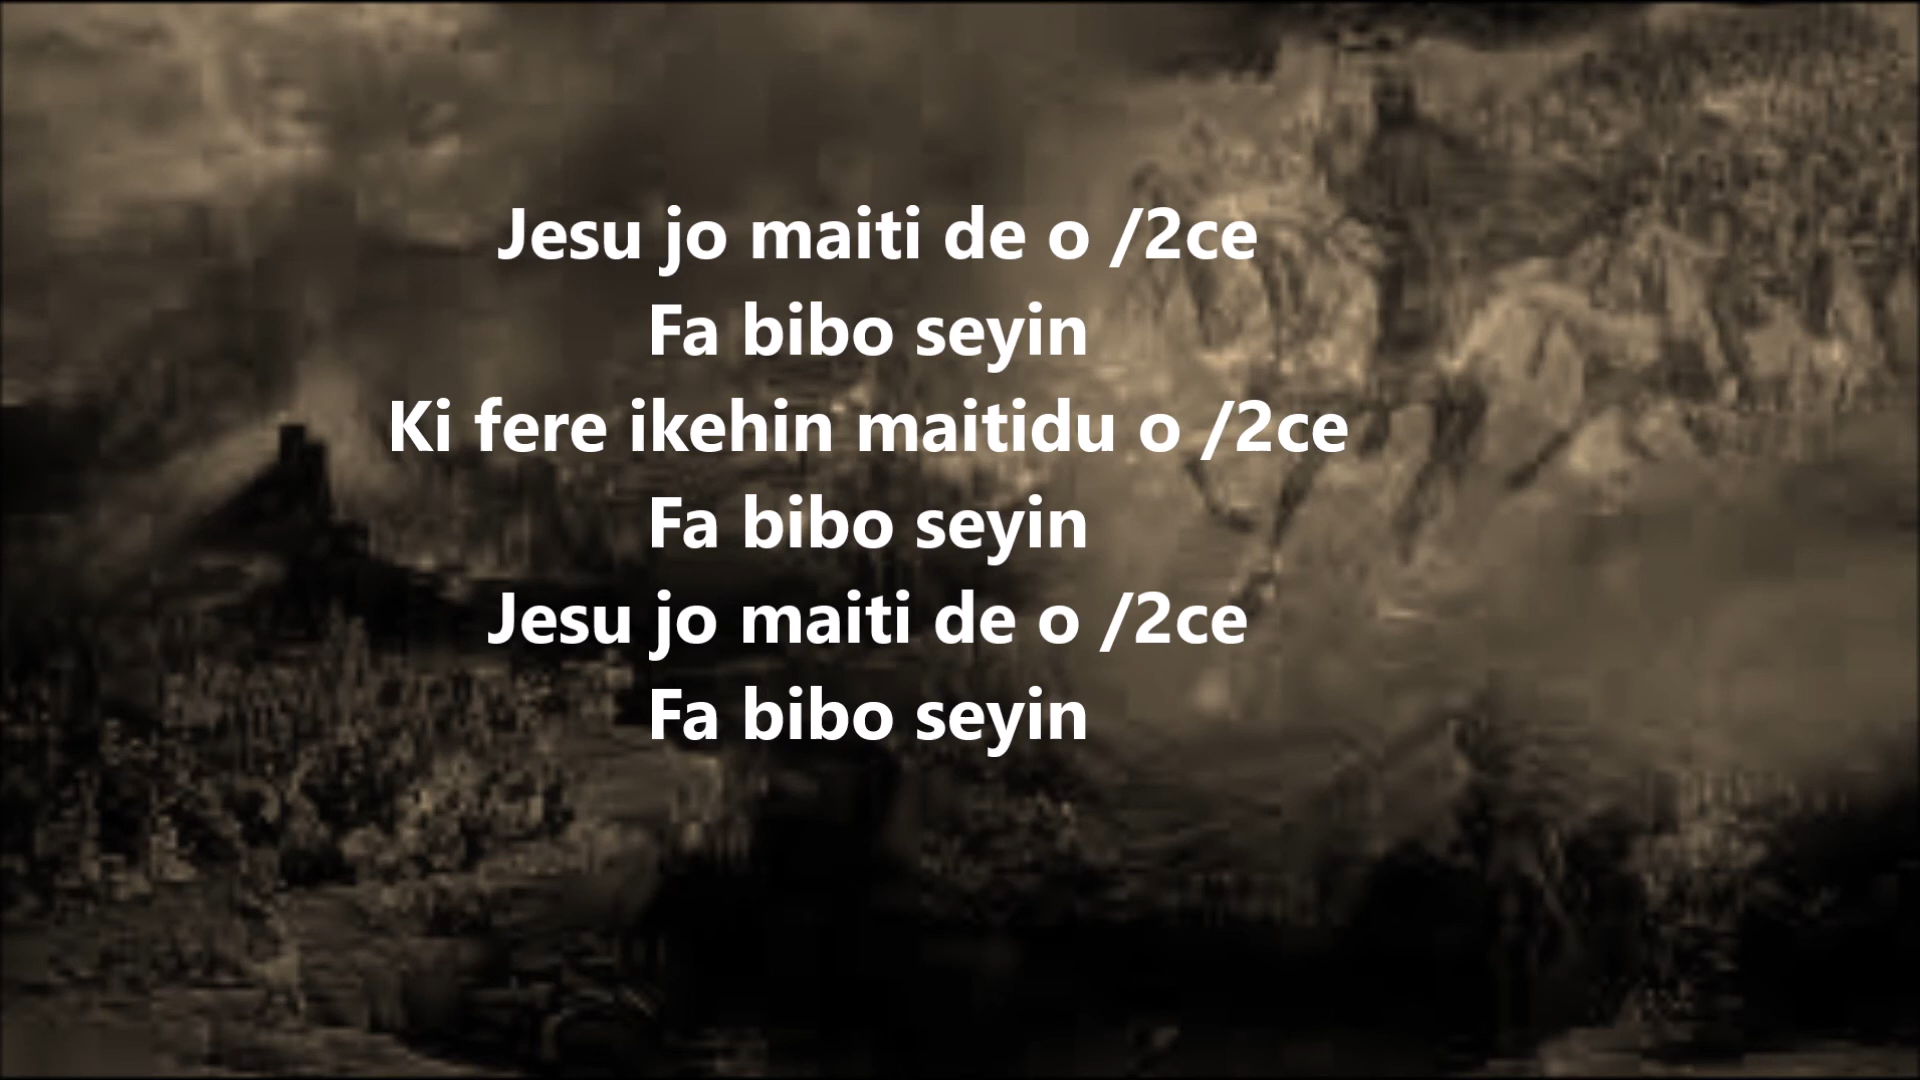 Jesu jo maiti de o /2ce
Fa bibo seyin
Ki fere ikehin maitidu o /2ce
Fa bibo seyin
Jesu jo maiti de o /2ce
Fa bibo seyin